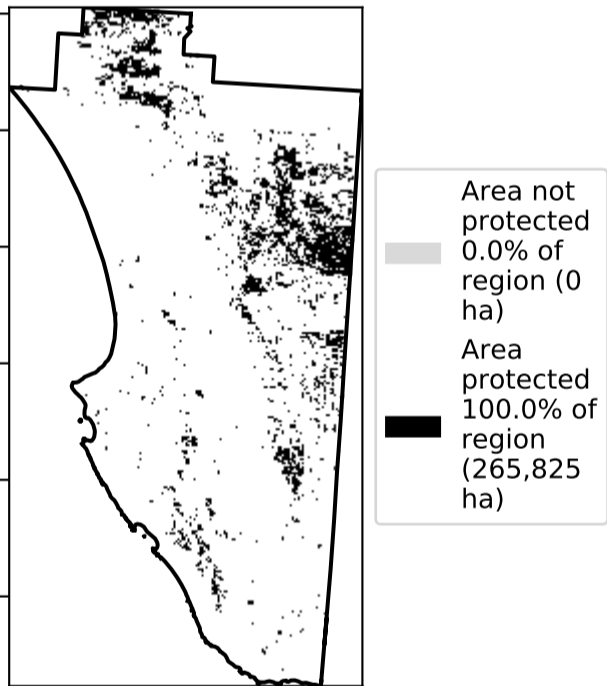 Area not
protected
0.0% of
region (0
ha)
Area
protected
100.0% of
region
(265,825
ha)